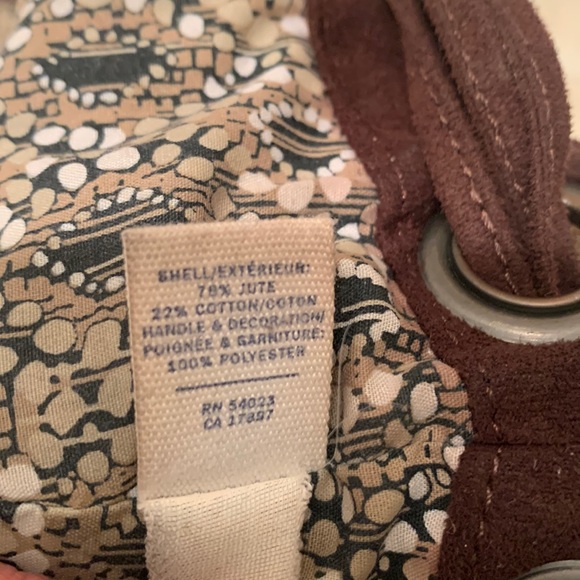 SHELL/EXTÉRIEUR:
78% JUTE
22% COTTON/COTON
HANDLE & DECORATION/
POIGNÉE & GARNITURE:
100% POLYESTER
RN 54023
CA 17897